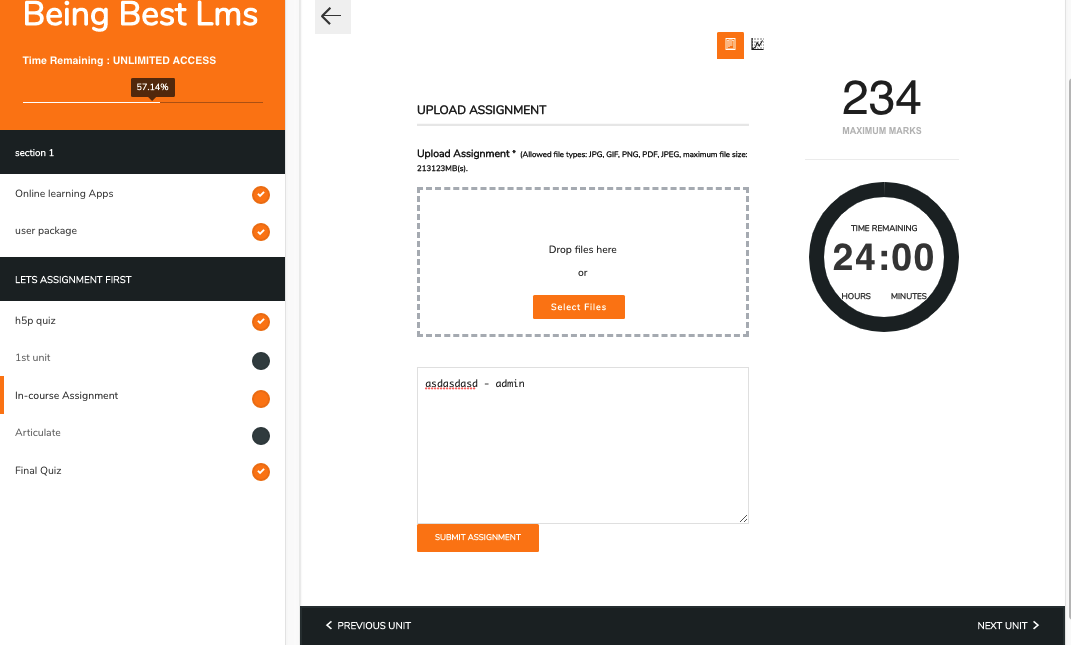 Being Best Lms
Time Remaining : UNLIMITED ACCESS
57.14%
section 1
Online learning Apps
user package
LETS ASSIGNMENT FIRST
h5p quiz
1st unit
In-course Assignment
Articulate
Final Quiz
UPLOAD ASSIGNMENT
Upload Assignment * (Allowed file types: JPG, GIF, PNG, PDF, JPEG, maximum file size:
213123MB(s).
Drop files here
or
Select Files
asdasdasd - admin
SUBMIT ASSIGNMENT
234
MAXIMUM MARKS
TIME REMAINING
24:00
HOURS MINUTES
PREVIOUS UNIT
NEXT UNIT